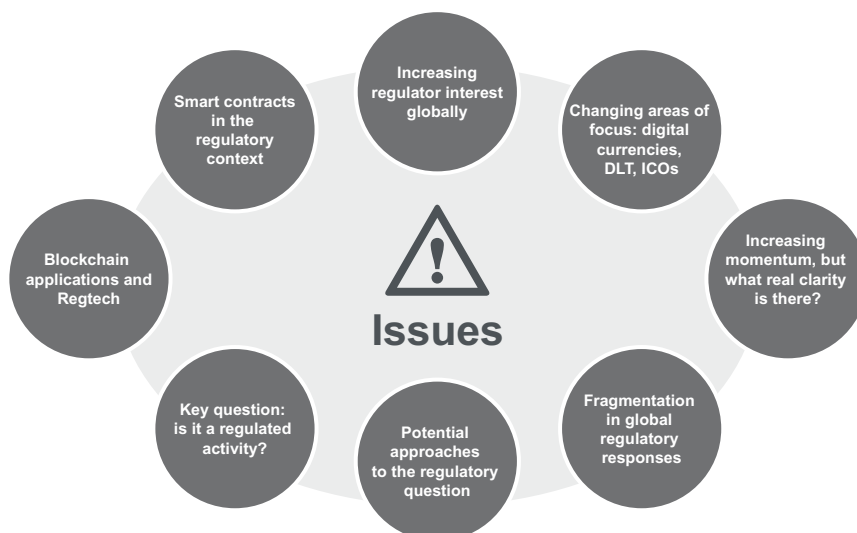 Increasing
regulator interest
globally
Changing areas of
focus: digital
currencies,
DLT, ICOs
Increasing
momentum, but
what real clarity
is there?
Fragmentation
in global
regulatory
responses
Potential
approaches
to the regulatory
question
Key question:
is it a regulated
activity?
Blockchain
applications and
Regtech
Smart contracts
in the
regulatory
context
!
Issues